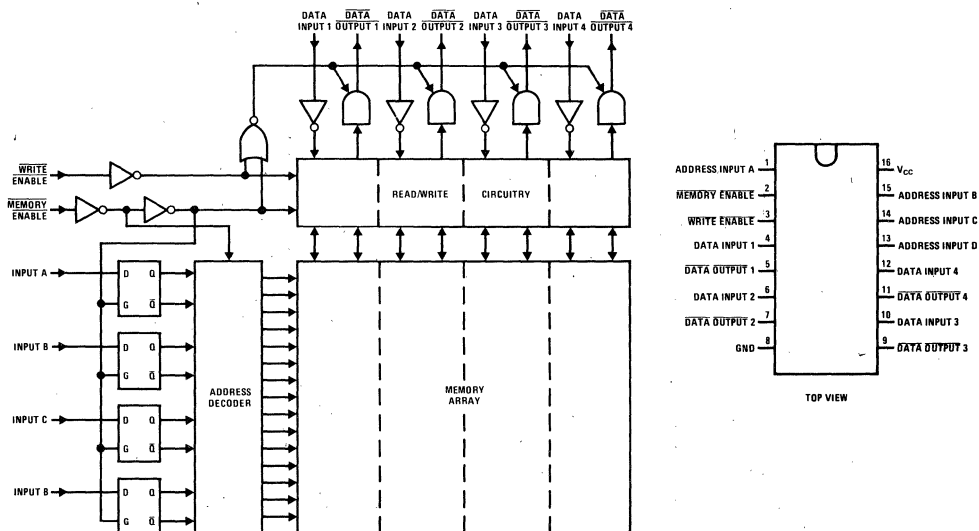 DATA INPUT 1
DATA OUTPUT 1
DATA INPUT 2
DATA OUTPUT 2
DATA INPUT 3
DATA OUTPUT 3
DATA INPUT 4
DATA OUTPUT 4
WRITE ENABLE
MEMORY ENABLE
READ/WRITE CIRCUITRY
INPUT A
D Q
G Q
INPUT B
D Q
G Q
INPUT C
D Q
G Q
INPUT B
D Q
G Q
ADDRESS DECODER
MEMORY ARRAY
ADDRESS INPUT A 1
MEMORY ENABLE 2
WRITE ENABLE 3
DATA INPUT 1 4
DATA OUTPUT 1 5
DATA INPUT 2 6
DATA OUTPUT 2 7
GND 8
16 VCC
15 ADDRESS INPUT B
14 ADDRESS INPUT C
13 ADDRESS INPUT D
12 DATA INPUT 4
11 DATA OUTPUT 4
10 DATA INPUT 3
9 DATA OUTPUT 3
TOP VIEW